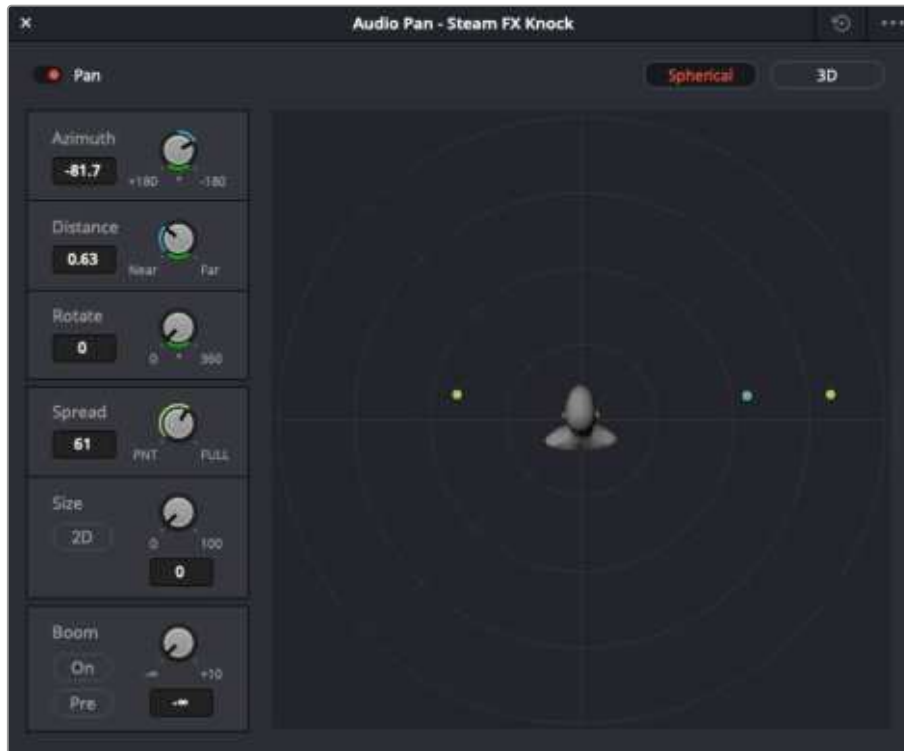 Audio Pan - Steam FX Knock
Pan
Spherical
3D
Azimuth
-81.7
+180 -180
Distance
0.63
Near Far
Rotate
0
0 360
Spread
61
PNT FULL
Size
2D
0 100
0
Boom
On
-∞ +10
Pre
-∞